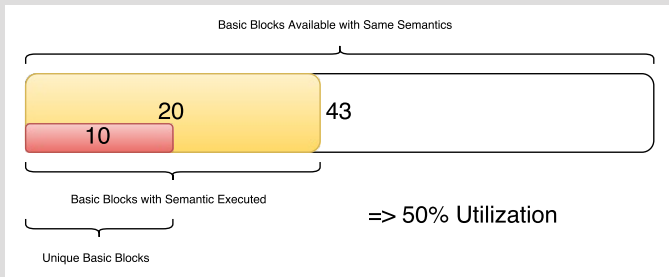 Basic Blocks Available with Same Semantics
20
43
10
Basic Blocks with Semantic Executed
=> 50% Utilization
Unique Basic Blocks